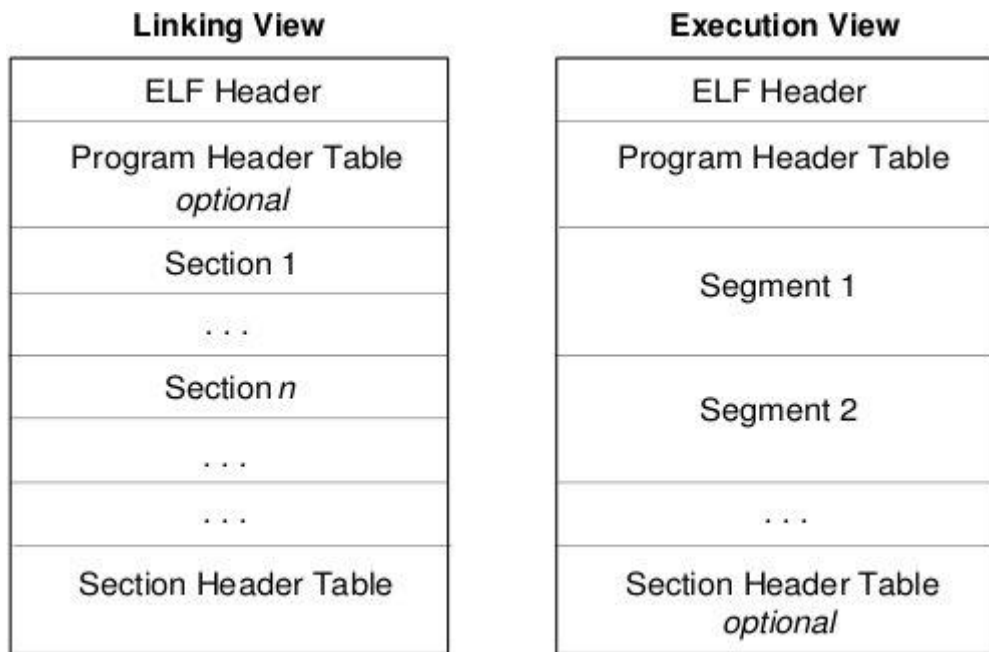 Linking View
ELF Header
Program Header Table
optional
Section 1
. . .
Section n
. . .
. . .
Section Header Table
Execution View
ELF Header
Program Header Table
Segment 1
Segment 2
. . .
Section Header Table
optional